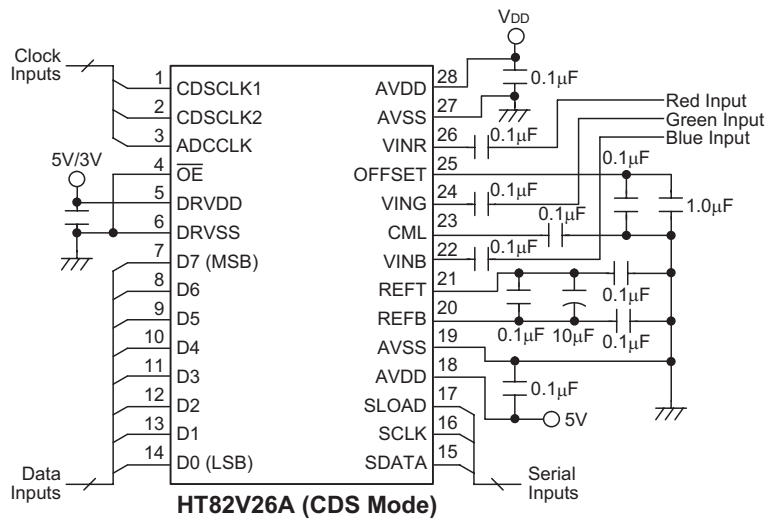 VDD
Clock
Inputs
0.1µF
1 CDSCLK1 AVDD 28
2 CDSCLK2 AVSS 27
3 ADCCLK VINR 26
0.1µF
Red Input
Green Input
Blue Input
5V/3V
4 OE OFFSET 25
0.1µF
5 DRVDD VING 24
0.1µF
1.0µF
6 DRVSS CML 23
0.1µF
7 D7 (MSB) VINB 22
0.1µF
8 D6 REFT 21
0.1µF
9 D5 REFB 20
0.1µF 10µF 0.1µF
10 D4 AVSS 19
11 D3 AVDD 18
0.1µF
12 D2 SLOAD 17
5V
13 D1 SCLK 16
14 D0 (LSB) SDATA 15
Data
Inputs
Serial
Inputs
HT82V26A (CDS Mode)